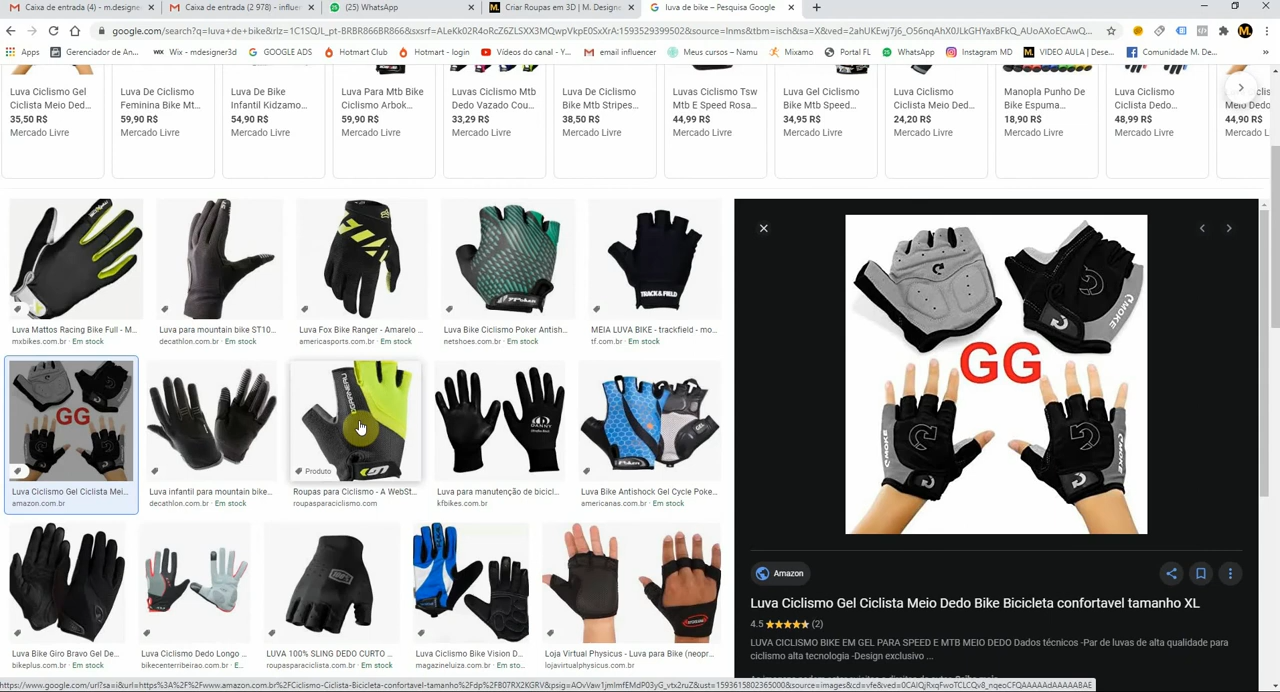 Caixa de entrada (4) - m.designe
Caixa de entrada (2 978) - influe
(25) WhatsApp
Criar Roupas em 3D | M. Designe
luva de bike – Pesquisa Google
Apps
Gerenciador de An...
Wix - mdesigner3d
GOOGLE ADS
Hotmart Club
Hotmart - login
Vídeos do canal - Y...
email influencer
Meus cursos – Namu
Mixamo
Portal FL
WhatsApp
Instagram MD
VIDEO AULA | Dese...
Comunidade M. De...
Luva Ciclismo Gel Ciclista Meio Ded...
35,50 R$
Mercado Livre
Luva De Ciclismo Feminina Bike Mt...
59,90 R$
Mercado Livre
Luva De Bike Infantil Kidzamo...
54,90 R$
Mercado Livre
Luva Para Mtb Bike Ciclismo Arbok...
59,90 R$
Mercado Livre
Luvas Ciclismo Mtb Dedo Vazado Cou...
33,29 R$
Mercado Livre
Luva De Ciclismo Bike Mtb Stripes...
38,50 R$
Mercado Livre
Luvas Ciclismo Tsw Mtb E Speed Rosa...
44,99 R$
Mercado Livre
Luva Gel Ciclismo Bike Mtb Speed...
34,95 R$
Mercado Livre
Luva Ciclismo Ciclista Meio Ded...
24,20 R$
Mercado Livre
Manopla Punho De Bike Espuma...
18,90 R$
Mercado Livre
Luva Ciclismo Ciclista Dedo...
48,99 R$
Mercado Livre
44,90 R$
Mercado L
TRACK&FIELD
Luva Mattos Racing Bike Full - M...
mxbikes.com.br · Em stock
Luva para mountain bike ST10...
decathlon.com.br · Em stock
Luva Fox Bike Ranger - Amarelo ...
americasports.com · Em stock
Luva Bike Ciclismo Poker Antish...
netshoes.com.br · Em stock
MEIA LUVA BIKE - trackfield - mo...
tf.com.br · Em stock
GG
Produto
DANNY
Luva Ciclismo Gel Ciclista Mei...
amazon.com.br
Luva infantil para mountain bike...
decathlon.com.br · Em stock
Roupas para Ciclismo - A WebSt...
roupasparaciclismo.com
Luva para manutenção de bicicl...
kfbikes.com.br
Luva Bike Antishock Gel Cycle Poke...
americanas.com.br · Em stock
Luva Bike Giro Bravo Gel De...
bikeplus.com.br · Em stock
Luva Ciclismo Dedo Longo ...
bikecenterribeirao.com.br · E...
LUVA 100% SLING DEDO CURTO ...
roupasparaciclista.com · Em stock
Luva Ciclismo Bike Vision D...
magazineluiza.com.br · Em stock
Loja Virtual Physicus - Luva para Bike (neopr...
lojavirtualphysicus.com.br
GG
MOKE
MOKE
Amazon
Luva Ciclismo Gel Ciclista Meio Dedo Bike Bicicleta confortavel tamanho XL
4.5 ★★★★★ (2)
LUVA CICLISMO BIKE EM GEL PARA SPEED E MTB MEIO DEDO Dados técnicos -Par de luvas de alta qualidade para
ciclismo alta tecnologia -Design exclusivo ...